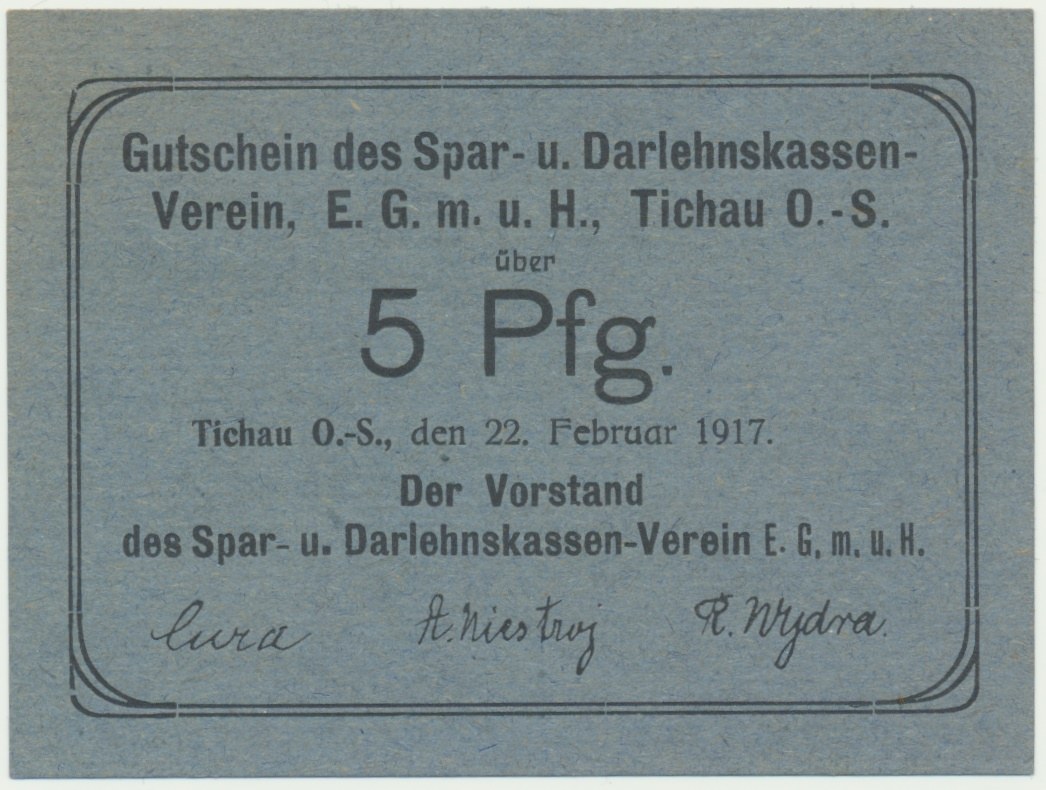 Gutschein des Spar- u. Darlehnskassen-
Verein, E. G. m. u. H., Tichau O.-S.
über
5 Pfg.
Tichau O.-S., den 22. Februar 1917.
Der Vorstand
des Spar- u. Darlehnskassen-Verein E. G. m. u. H.
Cura A. Niestroj R. Wydra.